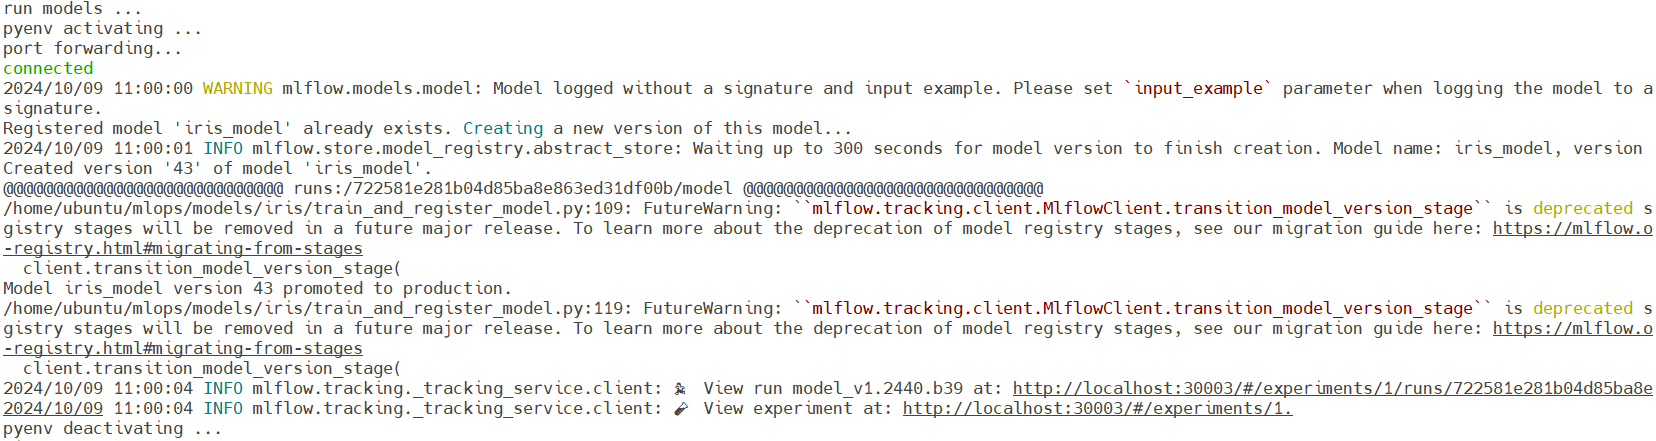 run models ...
pyenv activating ...
port forwarding...
connected
2024/10/09 11:00:00 WARNING mlflow.models.model: Model logged without a signature and input example. Please set `input_example` parameter when logging the model to a
signature.
Registered model 'iris_model' already exists. Creating a new version of this model...
2024/10/09 11:00:01 INFO mlflow.store.model_registry.abstract_store: Waiting up to 300 seconds for model version to finish creation. Model name: iris_model, version
Created version '43' of model 'iris_model'.
@@@@@@@@@@@@@@@@@@@@@@@@@@@@ runs:/722581e281b04d85ba8e863ed31df00b/model @@@@@@@@@@@@@@@@@@@@@@@@@@@@@@
/home/ubuntu/mlops/models/iris/train_and_register_model.py:109: FutureWarning: ``mlflow.tracking.client.MlflowClient.transition_model_version_stage`` is deprecated s
gistry stages will be removed in a future major release. To learn more about the deprecation of model registry stages, see our migration guide here: https://mlflow.o
-registry.html#migrating-from-stages
  client.transition_model_version_stage(
Model iris_model version 43 promoted to production.
/home/ubuntu/mlops/models/iris/train_and_register_model.py:119: FutureWarning: ``mlflow.tracking.client.MlflowClient.transition_model_version_stage`` is deprecated s
gistry stages will be removed in a future major release. To learn more about the deprecation of model registry stages, see our migration guide here: https://mlflow.o
-registry.html#migrating-from-stages
  client.transition_model_version_stage(
2024/10/09 11:00:04 INFO mlflow.tracking._tracking_service.client: 🏃 View run model_v1.2440.b39 at: http://localhost:30003/#/experiments/1/runs/722581e281b04d85ba8e
2024/10/09 11:00:04 INFO mlflow.tracking._tracking_service.client: 🧪 View experiment at: http://localhost:30003/#/experiments/1.
pyenv deactivating ...